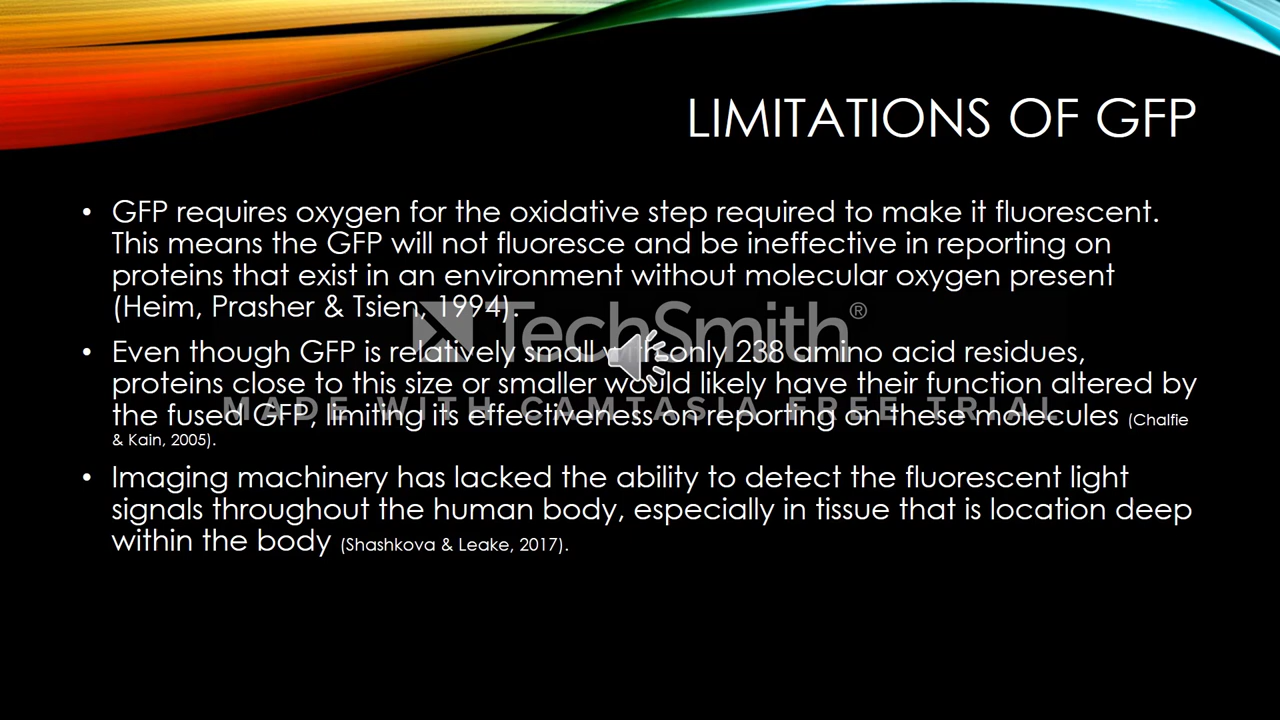 LIMITATIONS OF GFP
• GFP requires oxygen for the oxidative step required to make it fluorescent.
This means the GFP will not fluoresce and be ineffective in reporting on
proteins that exist in an environment without molecular oxygen present
(Heim, Prasher & Tsien, 1994).
TechSmith®
• Even though GFP is relatively small with only 238 amino acid residues,
proteins close to this size or smaller would likely have their function altered by
MADE WITH CAMTASIA FREE TRIAL
the fused GFP, limiting its effectiveness on reporting on these molecules (Chalfie
& Kain, 2005).
• Imaging machinery has lacked the ability to detect the fluorescent light
signals throughout the human body, especially in tissue that is location deep
within the body (Shashkova & Leake, 2017).